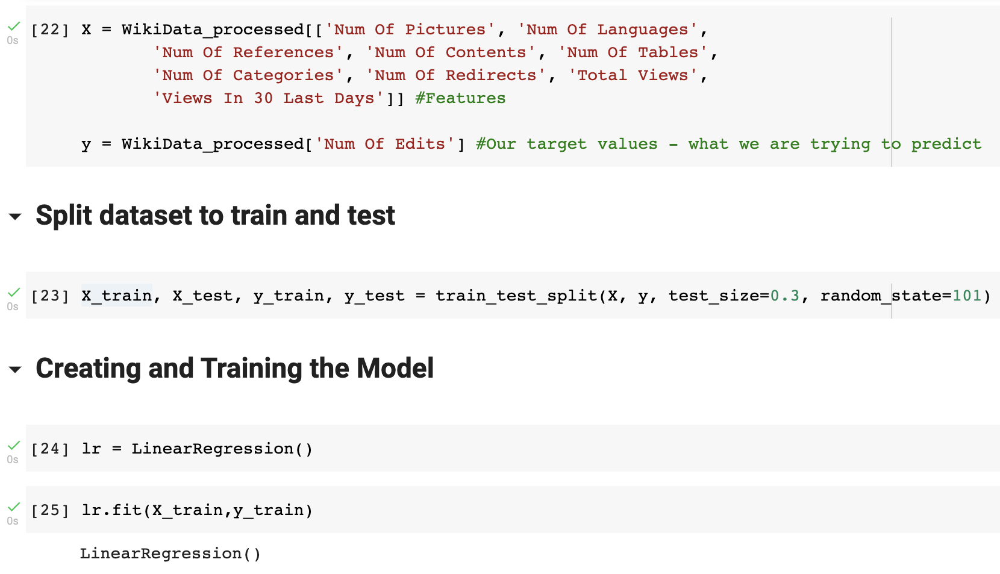 [22] X = WikiData_processed[['Num Of Pictures', 'Num Of Languages',
0s
'Num Of References', 'Num Of Contents', 'Num Of Tables',
'Num Of Categories', 'Num Of Redirects', 'Total Views',
'Views In 30 Last Days']] #Features
y = WikiData_processed['Num Of Edits'] #Our target values - what we are trying to predict
Split dataset to train and test
[23] X_train, X_test, y_train, y_test = train_test_split(X, y, test_size=0.3, random_state=101)
0s
Creating and Training the Model
[24] lr = LinearRegression()
0s
[25] lr.fit(X_train,y_train)
0s
LinearRegression()